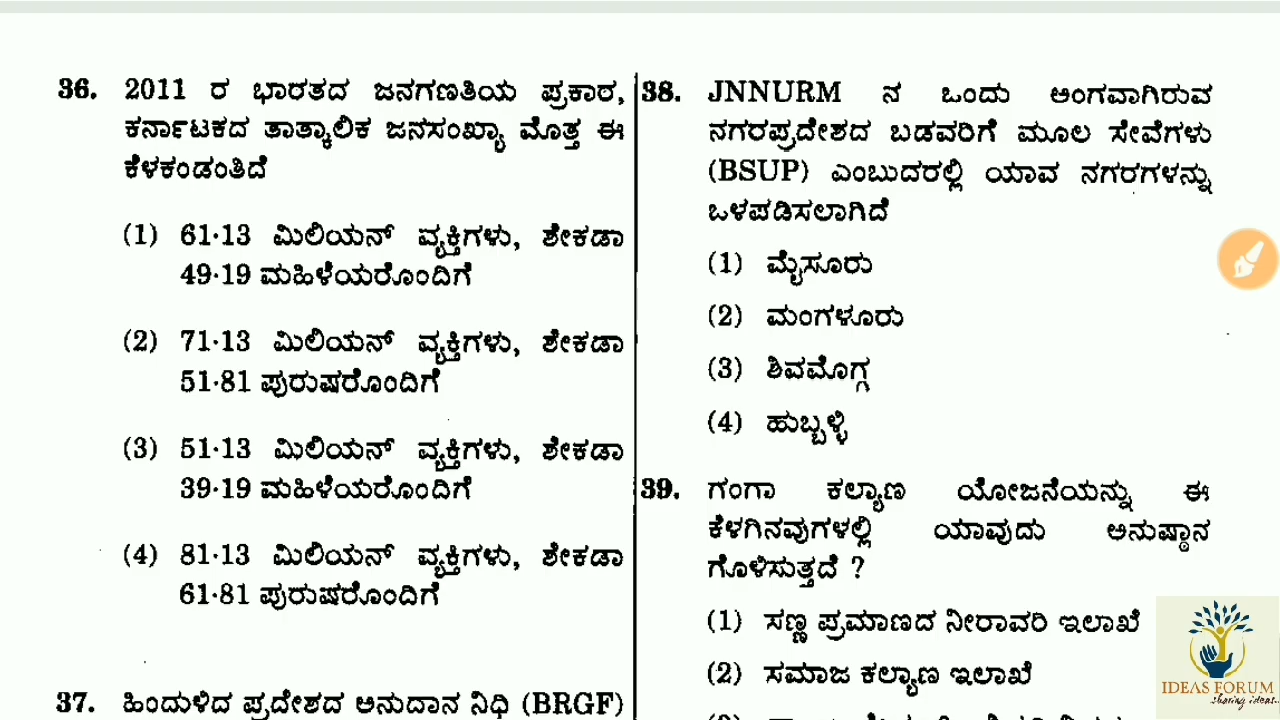 36. 2011 ರ ಭಾರತದ ಜನಗಣತಿಯ ಪ್ರಕಾರ,
ಕರ್ನಾಟಕದ ತಾತ್ಕಾಲಿಕ ಜನಸಂಖ್ಯಾ ಮೊತ್ತ ಈ
ಕೆಳಕಂಡಂತಿದೆ
(1) 61·13 ಮಿಲಿಯನ್ ವ್ಯಕ್ತಿಗಳು, ಶೇಕಡಾ
49·19 ಮಹಿಳೆಯರೊಂದಿಗೆ
(2) 71·13 ಮಿಲಿಯನ್ ವ್ಯಕ್ತಿಗಳು, ಶೇಕಡಾ
51·81 ಪುರುಷರೊಂದಿಗೆ
(3) 51·13 ಮಿಲಿಯನ್ ವ್ಯಕ್ತಿಗಳು, ಶೇಕಡಾ
39·19 ಮಹಿಳೆಯರೊಂದಿಗೆ
(4) 81·13 ಮಿಲಿಯನ್ ವ್ಯಕ್ತಿಗಳು, ಶೇಕಡಾ
61·81 ಪುರುಷರೊಂದಿಗೆ
37. ಹಿಂದುಳಿದ ಪ್ರದೇಶದ ಅನುದಾನ ನಿಧಿ (BRGF)
38. JNNURM ನ ಒಂದು ಅಂಗವಾಗಿರುವ
ನಗರಪ್ರದೇಶದ ಬಡವರಿಗೆ ಮೂಲ ಸೇವೆಗಳು
(BSUP) ಎಂಬುದರಲ್ಲಿ ಯಾವ ನಗರಗಳನ್ನು
ಒಳಪಡಿಸಲಾಗಿದೆ
(1) ಮೈಸೂರು
(2) ಮಂಗಳೂರು
(3) ಶಿವಮೊಗ್ಗ
(4) ಹುಬ್ಬಳ್ಳಿ
39. ಗಂಗಾ ಕಲ್ಯಾಣ ಯೋಜನೆಯನ್ನು ಈ
ಕೆಳಗಿನವುಗಳಲ್ಲಿ ಯಾವುದು ಅನುಷ್ಠಾನ
ಗೊಳಿಸುತ್ತದೆ ?
(1) ಸಣ್ಣ ಪ್ರಮಾಣದ ನೀರಾವರಿ ಇಲಾಖೆ
(2) ಸಮಾಜ ಕಲ್ಯಾಣ ಇಲಾಖೆ
IDEAS FORUM
sharing ideas